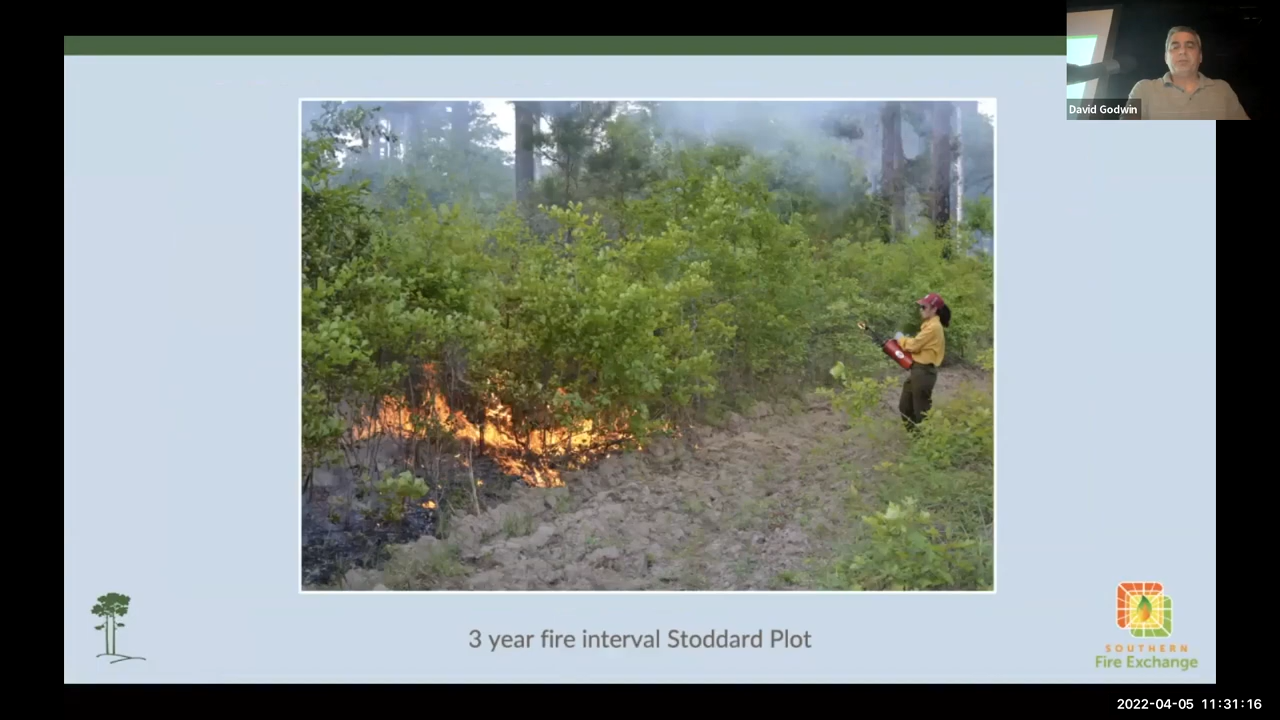 David Godwin
3 year fire interval Stoddard Plot
SOUTHERN
Fire Exchange
2022-04-05 11:31:16